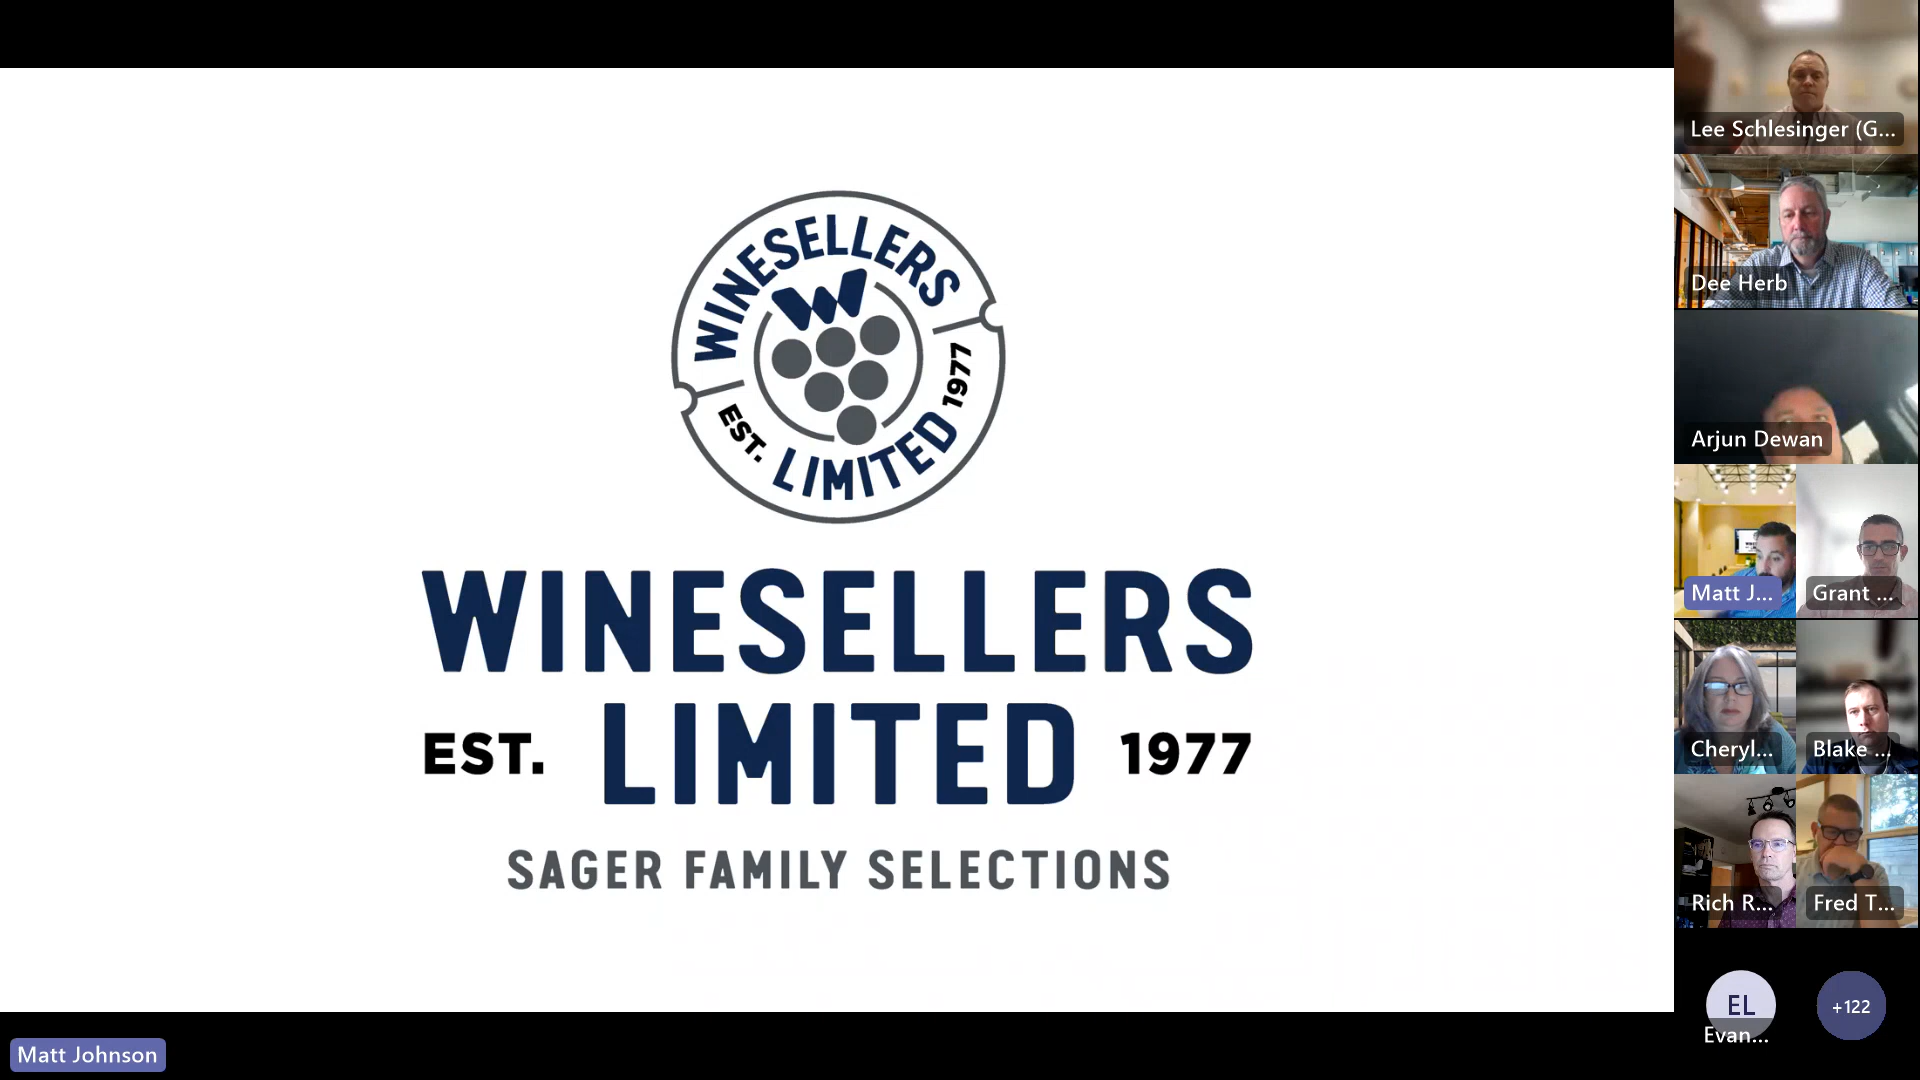 WINESELLERS
EST. LIMITED 1977
WINESELLERS
EST. LIMITED 1977
SAGER FAMILY SELECTIONS
Matt Johnson
Lee Schlesinger (G...
Dee Herb
Arjun Dewan
Matt J...
Grant ...
Cheryl...
Blake ...
Rich R...
Fred T...
EL
Evan...
+122